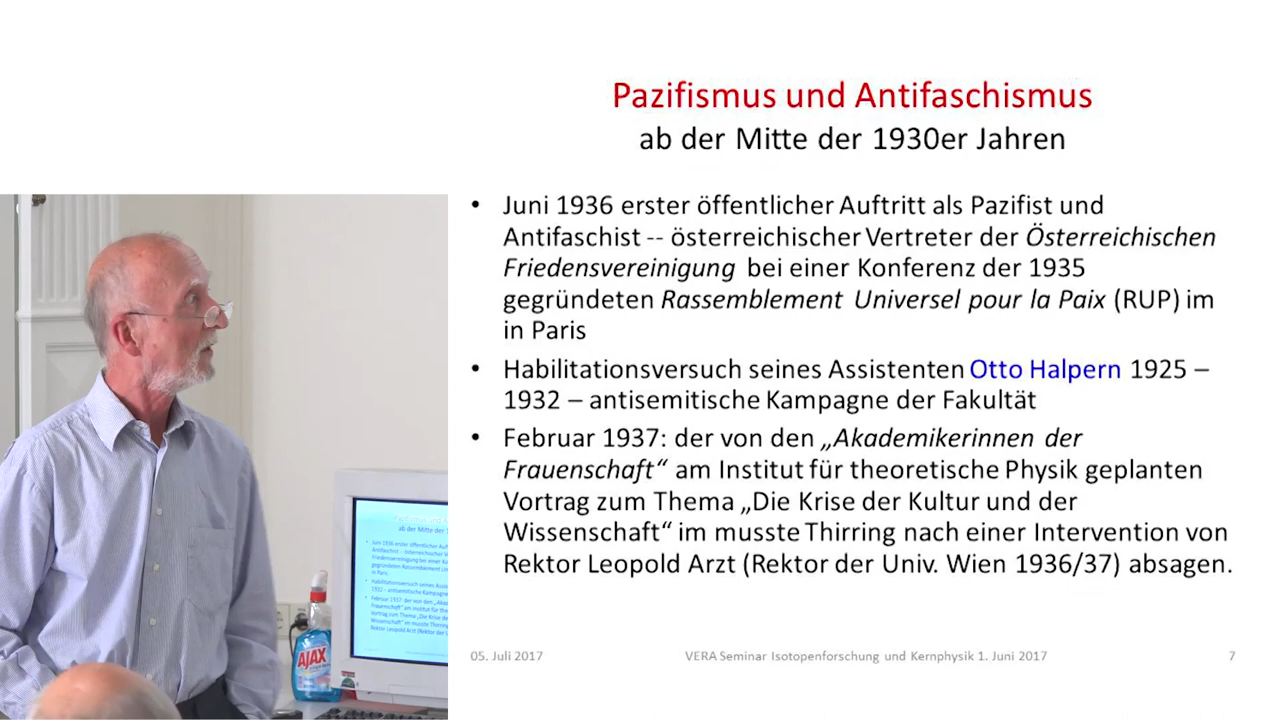 Pazifismus und Antifaschismus
ab der Mitte der 1930er Jahren
• Juni 1936 erster öffentlicher Auftritt als Pazifist und
Antifaschist -- österreichischer Vertreter der Österreichischen
Friedensvereinigung bei einer Konferenz der 1935
gegründeten Rassemblement Universel pour la Paix (RUP) im
in Paris
• Habilitationsversuch seines Assistenten Otto Halpern 1925 –
1932 – antisemitische Kampagne der Fakultät
• Februar 1937: der von den „Akademikerinnen der
Frauenschaft“ am Institut für theoretische Physik geplanten
Vortrag zum Thema „Die Krise der Kultur und der
Wissenschaft“ im musste Thirring nach einer Intervention von
Rektor Leopold Arzt (Rektor der Univ. Wien 1936/37) absagen.
05. Juli 2017
VERA Seminar Isotopenforschung und Kernphysik 1. Juni 2017
7
AJAX